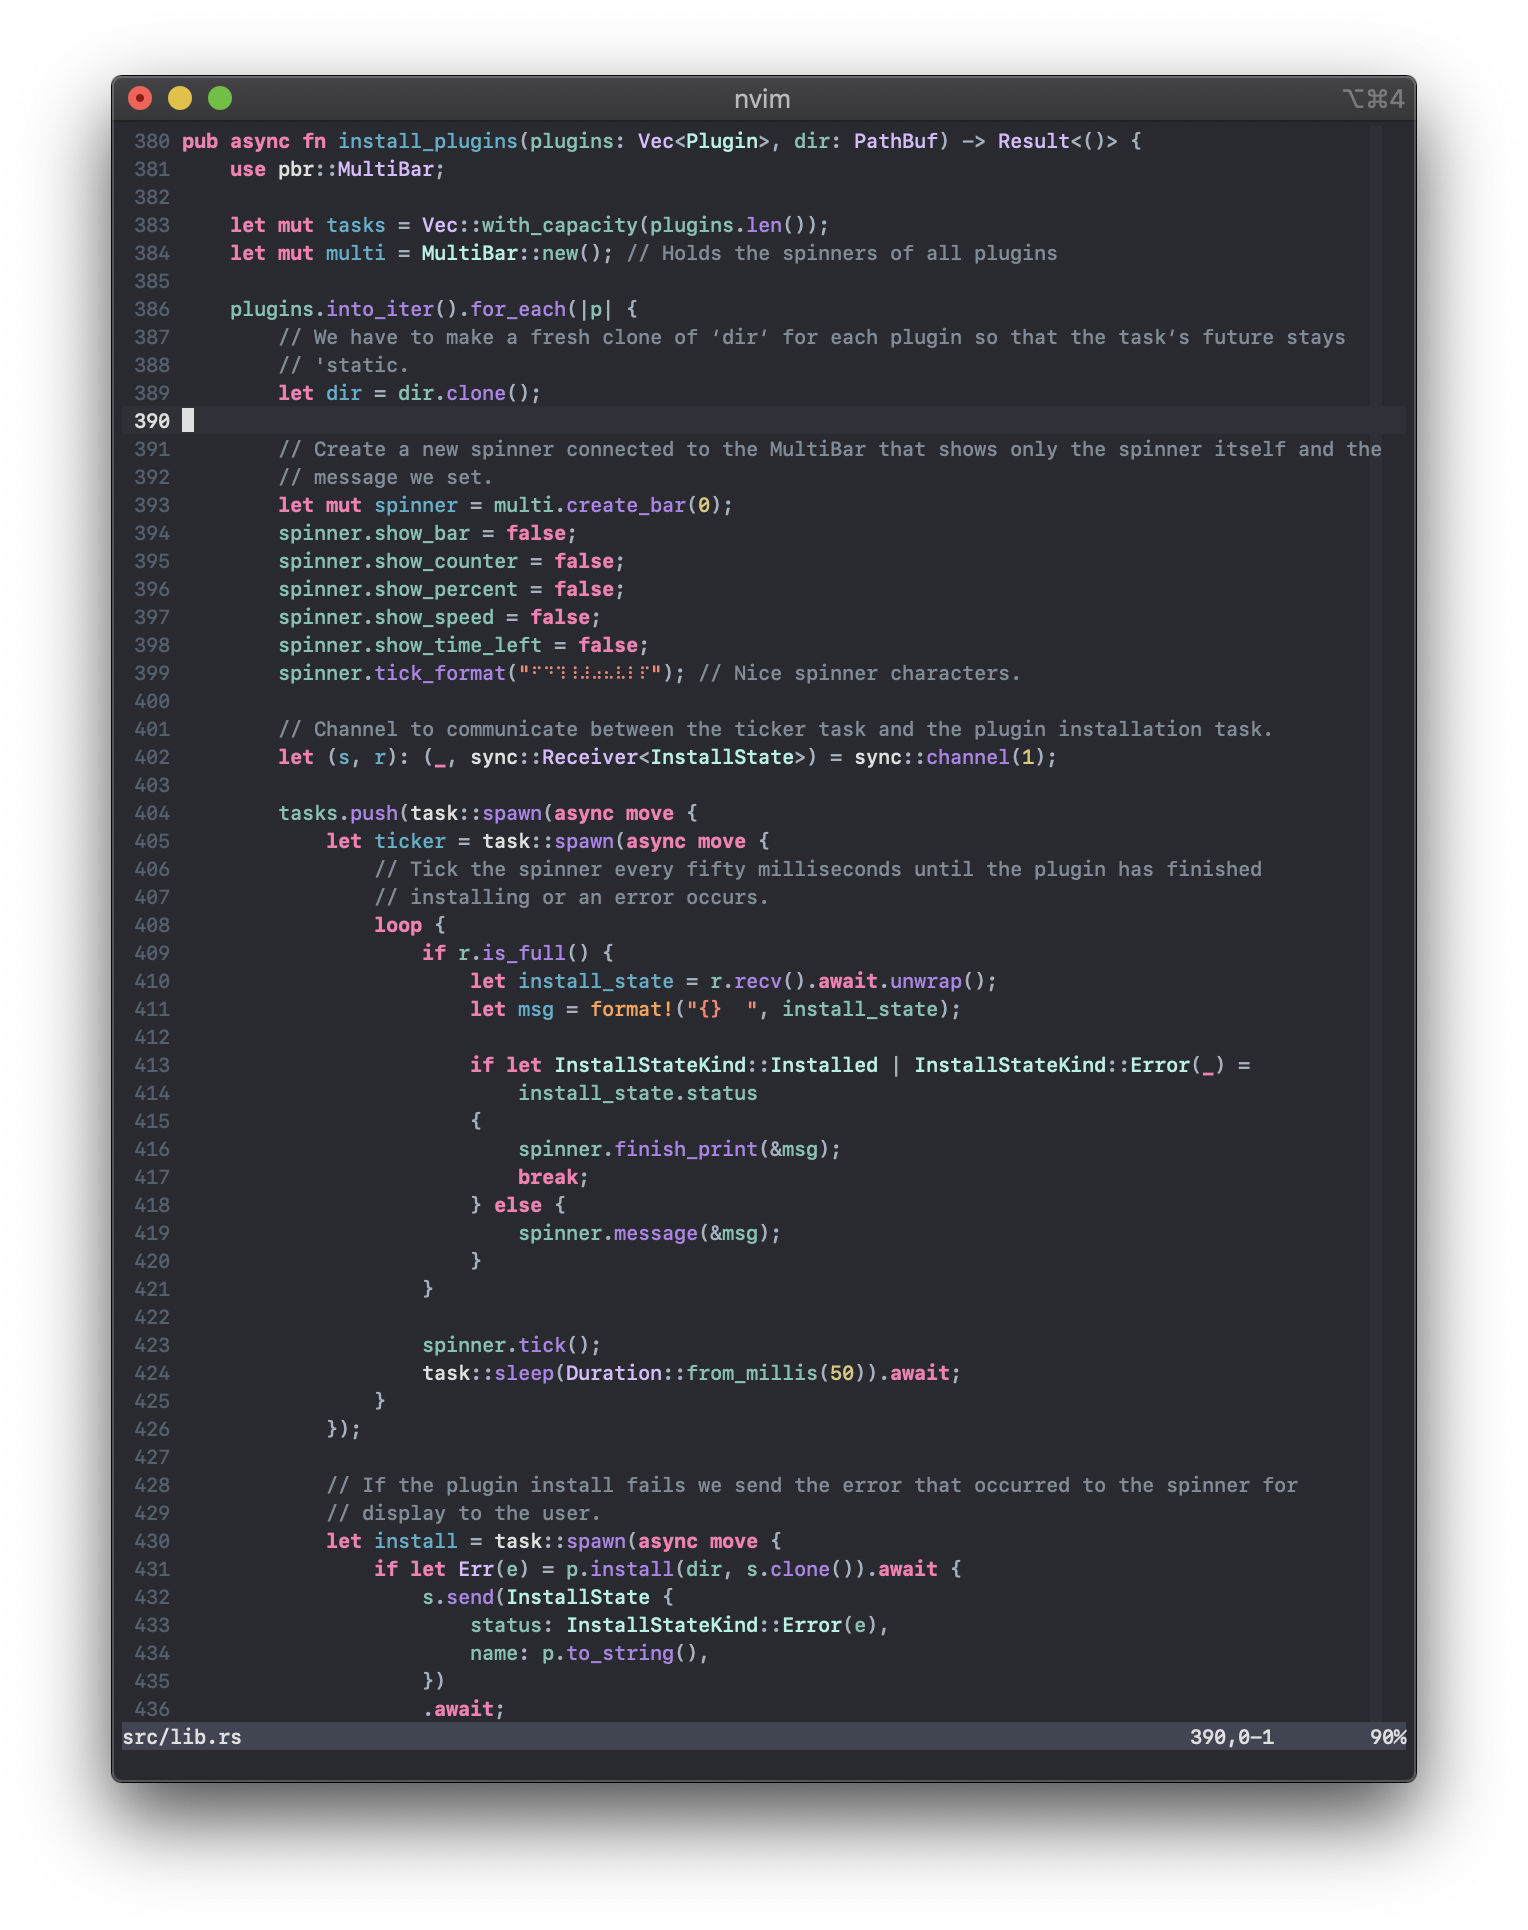 nvim
⌥⌘4
380 pub async fn install_plugins(plugins: Vec<Plugin>, dir: PathBuf) -> Result<()> {
381     use pbr::MultiBar;
382
383     let mut tasks = Vec::with_capacity(plugins.len());
384     let mut multi = MultiBar::new(); // Holds the spinners of all plugins
385
386     plugins.into_iter().for_each(|p| {
387         // We have to make a fresh clone of ‘dir‘ for each plugin so that the task‘s future stays
388         // 'static.
389         let dir = dir.clone();
390
391         // Create a new spinner connected to the MultiBar that shows only the spinner itself and the
392         // message we set.
393         let mut spinner = multi.create_bar(0);
394         spinner.show_bar = false;
395         spinner.show_counter = false;
396         spinner.show_percent = false;
397         spinner.show_speed = false;
398         spinner.show_time_left = false;
399         spinner.tick_format("⠋⠙⠹⠸⠼⠴⠦⠧⠇⠏"); // Nice spinner characters.
400
401         // Channel to communicate between the ticker task and the plugin installation task.
402         let (s, r): (_, sync::Receiver<InstallState>) = sync::channel(1);
403
404         tasks.push(task::spawn(async move {
405             let ticker = task::spawn(async move {
406                 // Tick the spinner every fifty milliseconds until the plugin has finished
407                 // installing or an error occurs.
408                 loop {
409                     if r.is_full() {
410                         let install_state = r.recv().await.unwrap();
411                         let msg = format!("{}  ", install_state);
412
413                         if let InstallStateKind::Installed | InstallStateKind::Error(_) =
414                             install_state.status
415                         {
416                             spinner.finish_print(&msg);
417                             break;
418                         } else {
419                             spinner.message(&msg);
420                         }
421                     }
422
423                     spinner.tick();
424                     task::sleep(Duration::from_millis(50)).await;
425                 }
426             });
427
428             // If the plugin install fails we send the error that occurred to the spinner for
429             // display to the user.
430             let install = task::spawn(async move {
431                 if let Err(e) = p.install(dir, s.clone()).await {
432                     s.send(InstallState {
433                         status: InstallStateKind::Error(e),
434                         name: p.to_string(),
435                     })
436                     .await;
src/lib.rs 390,0-1 90%